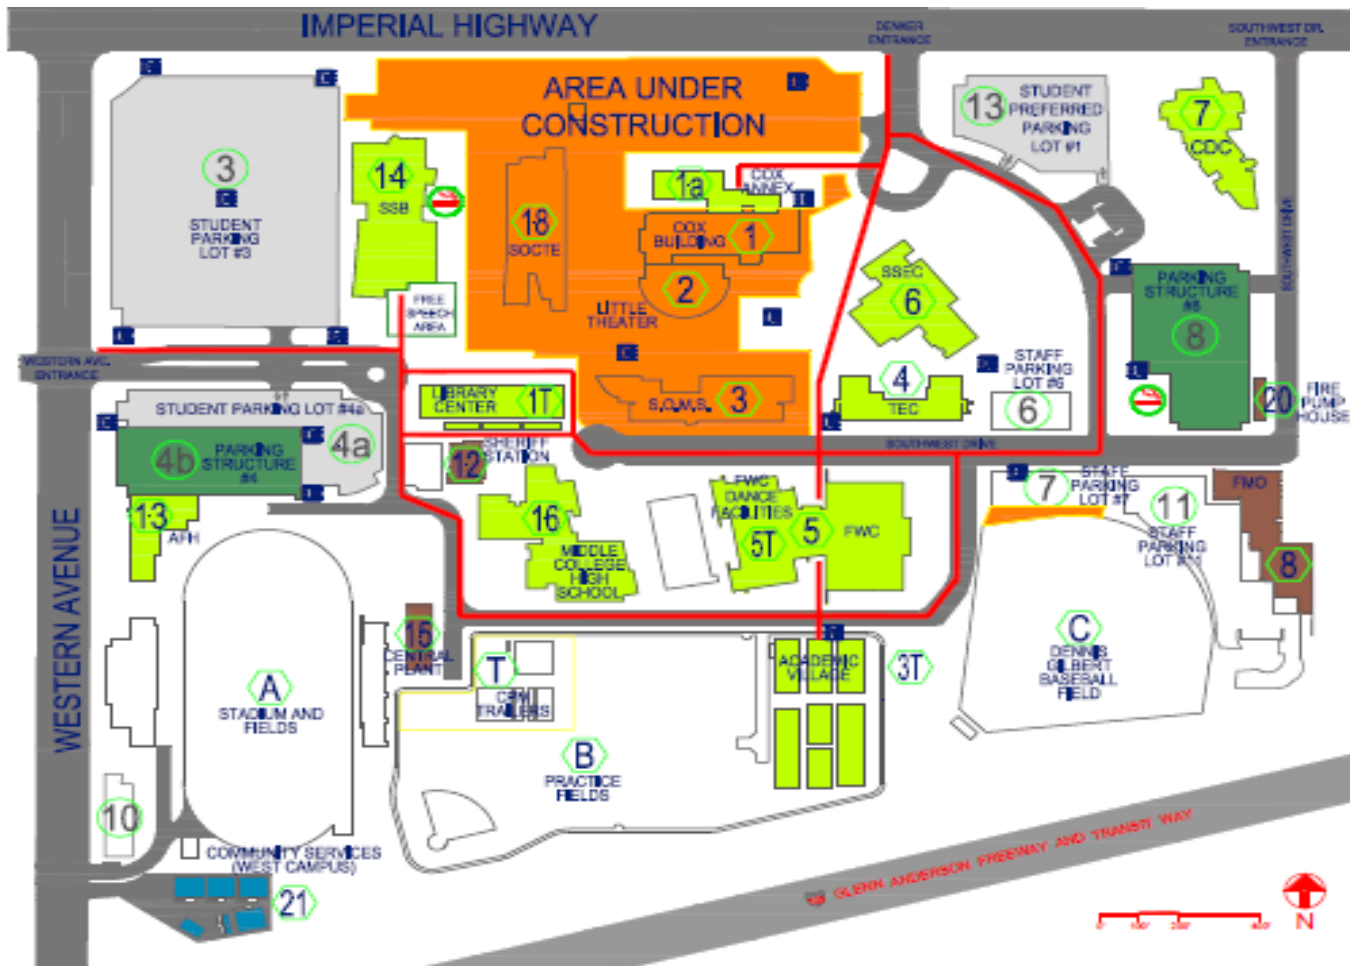 IMPERIAL HIGHWAY
DENKER
ENTRANCE
SOUTHWEST DR.
ENTRANCE
AREA UNDER
CONSTRUCTION
3
STUDENT
PARKING
LOT #3
14
SSB
18
SOCTE
1a
COX
ANNEX
COX
BUILDING
1
2
LITTLE
THEATER
13
STUDENT
PREFERRED
PARKING
LOT #1
7
CDC
SOUTHWEST DRIVE
SSEC
6
PARKING
STRUCTURE
8
FREE
SPEECH
AREA
WESTERN AVE.
ENTRANCE
LIBRARY
CENTER
1T
S.O.M.S.
3
4
TEC
STAFF
PARKING
LOT #6
6
20
FIRE
PUMP
HOUSE
STUDENT PARKING LOT #4a
4b
PARKING
STRUCTURE
#4
4a
12
SHERIFF
STATION
SOUTHWEST DRIVE
13
AFH
16
MIDDLE
COLLEGE
HIGH
SCHOOL
FWC
DANCE
FACILITIES
5T
5
FWC
7
STAFF
PARKING
LOT #7
11
STAFF
PARKING
FMO
8
WESTERN AVENUE
15
CENTRAL
PLANT
A
STADIUM AND
FIELDS
T
TRAILERS
B
PRACTICE
FIELDS
ACADEMIC
VILLAGE
3T
C
DENNIS
GILBERT
BASEBALL
FIELD
10
COMMUNITY SERVICES
(WEST CAMPUS)
21
GLENN ANDERSON FREEWAY AND TRANSIT WAY
N